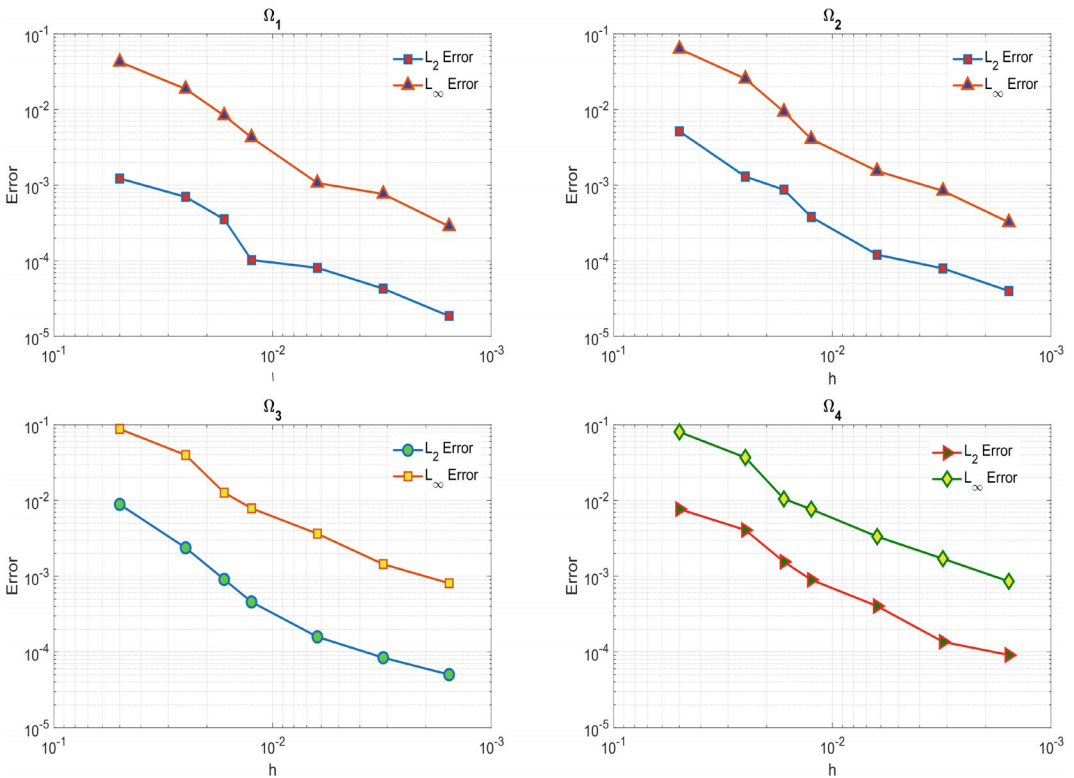 Ω₁
10⁻¹
10⁻²
10⁻³
10⁻⁴
10⁻⁵
Error
L₂ Error
L∞ Error
10⁻¹
10⁻²
10⁻³
Ω₂
10⁻¹
10⁻²
10⁻³
10⁻⁴
10⁻⁵
Error
L₂ Error
L∞ Error
10⁻¹
10⁻²
10⁻³
h
Ω₃
10⁻¹
10⁻²
10⁻³
10⁻⁴
10⁻⁵
Error
L₂ Error
L∞ Error
10⁻¹
10⁻²
10⁻³
h
Ω₄
10⁻¹
10⁻²
10⁻³
10⁻⁴
10⁻⁵
Error
L₂ Error
L∞ Error
10⁻¹
10⁻²
10⁻³
h